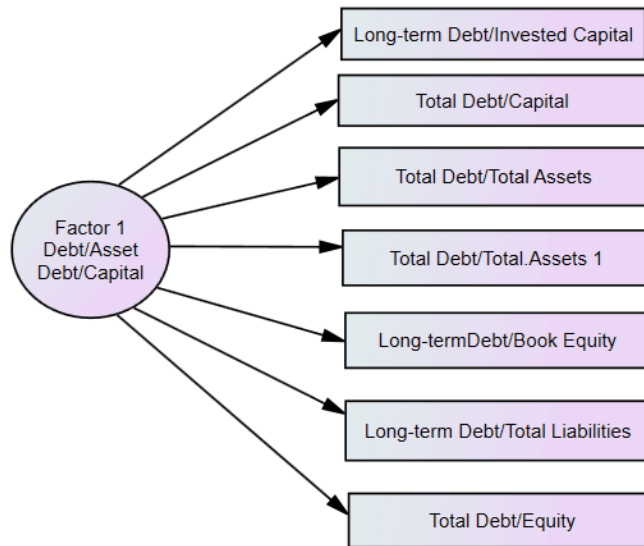 Long-term Debt/Invested Capital
Total Debt/Capital
Total Debt/Total Assets
Factor 1
Debt/Asset
Debt/Capital
Total Debt/Total.Assets 1
Long-termDebt/Book Equity
Long-term Debt/Total Liabilities
Total Debt/Equity